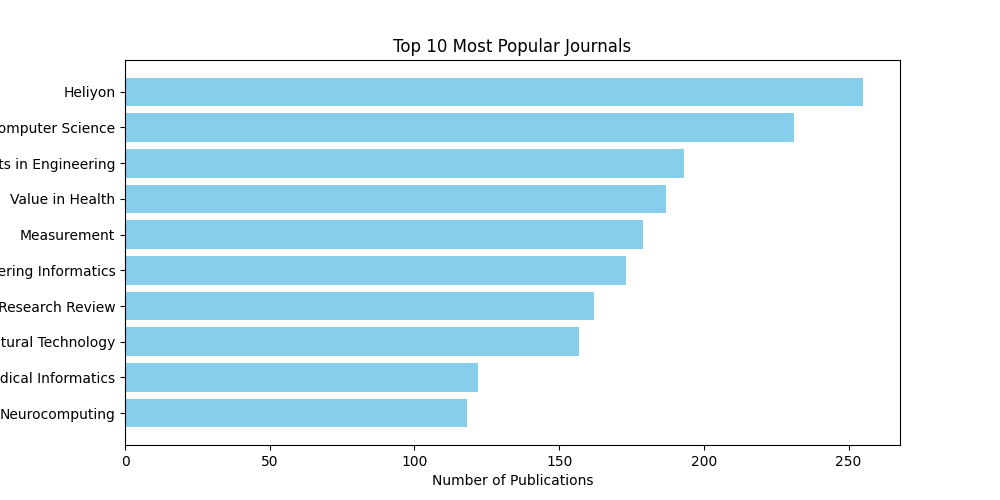 Top 10 Most Popular Journals
Heliyon
omputer Science
ts in Engineering
Value in Health
Measurement
ering Informatics
Research Review
tural Technology
dical Informatics
Neurocomputing
0 50 100 150 200 250
Number of Publications